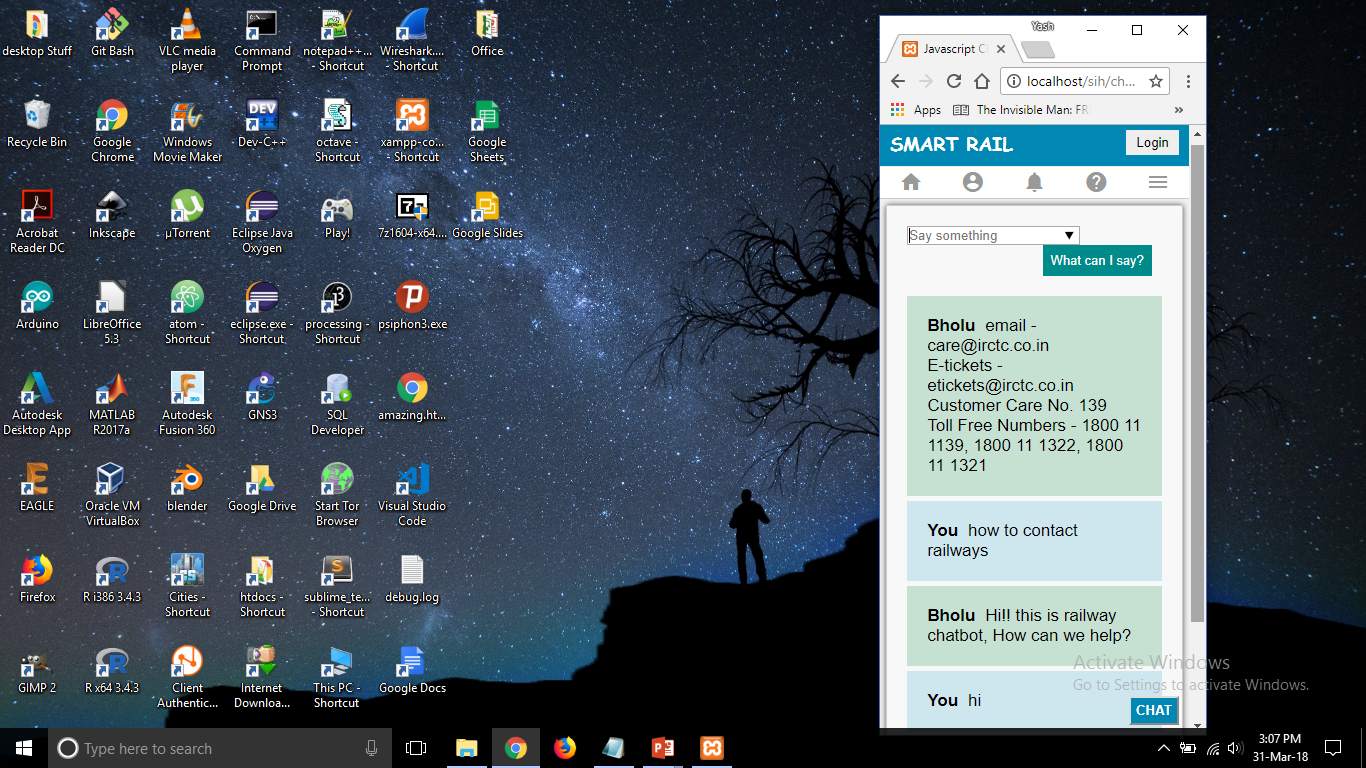 desktop Stuff
Git Bash
VLC media
player
Command
Prompt
notepad++...
- Shortcut
Wireshark....
- Shortcut
Office
Recycle Bin
Google
Chrome
Windows
Movie Maker
Dev-C++
octave -
Shortcut
xampp-co...
- Shortcut
Google
Sheets
Acrobat
Reader DC
Inkscape
µTorrent
Eclipse Java
Oxygen
Play!
7z1604-x64....
Google Slides
Arduino
LibreOffice
5.3
atom -
Shortcut
eclipse.exe -
Shortcut
processing -
Shortcut
psiphon3.exe
Autodesk
Desktop App
MATLAB
R2017a
Autodesk
Fusion 360
GNS3
SQL
Developer
amazing.ht...
EAGLE
Oracle VM
VirtualBox
blender
Google Drive
Start Tor
Browser
Visual Studio
Code
Firefox
R i386 3.4.3
Cities -
Shortcut
htdocs -
Shortcut
sublime_te...
- Shortcut
debug.log
GIMP 2
R x64 3.4.3
Client
Authentic...
Internet
Downloa...
This PC -
Shortcut
Google Docs
Yash
Javascript C
localhost/sih/ch...
Apps
The Invisible Man: FR
»
SMART RAIL
Login
Say something
What can I say?
Bholu email -
care@irctc.co.in
E-tickets -
etickets@irctc.co.in
Customer Care No. 139
Toll Free Numbers - 1800 11
1139, 1800 11 1322, 1800
11 1321
You how to contact
railways
Bholu Hi!! this is railway
chatbot, How can we help?
You hi
CHAT
Activate Windows
Go to Settings to activate Windows.
Type here to search
3:07 PM
31-Mar-18